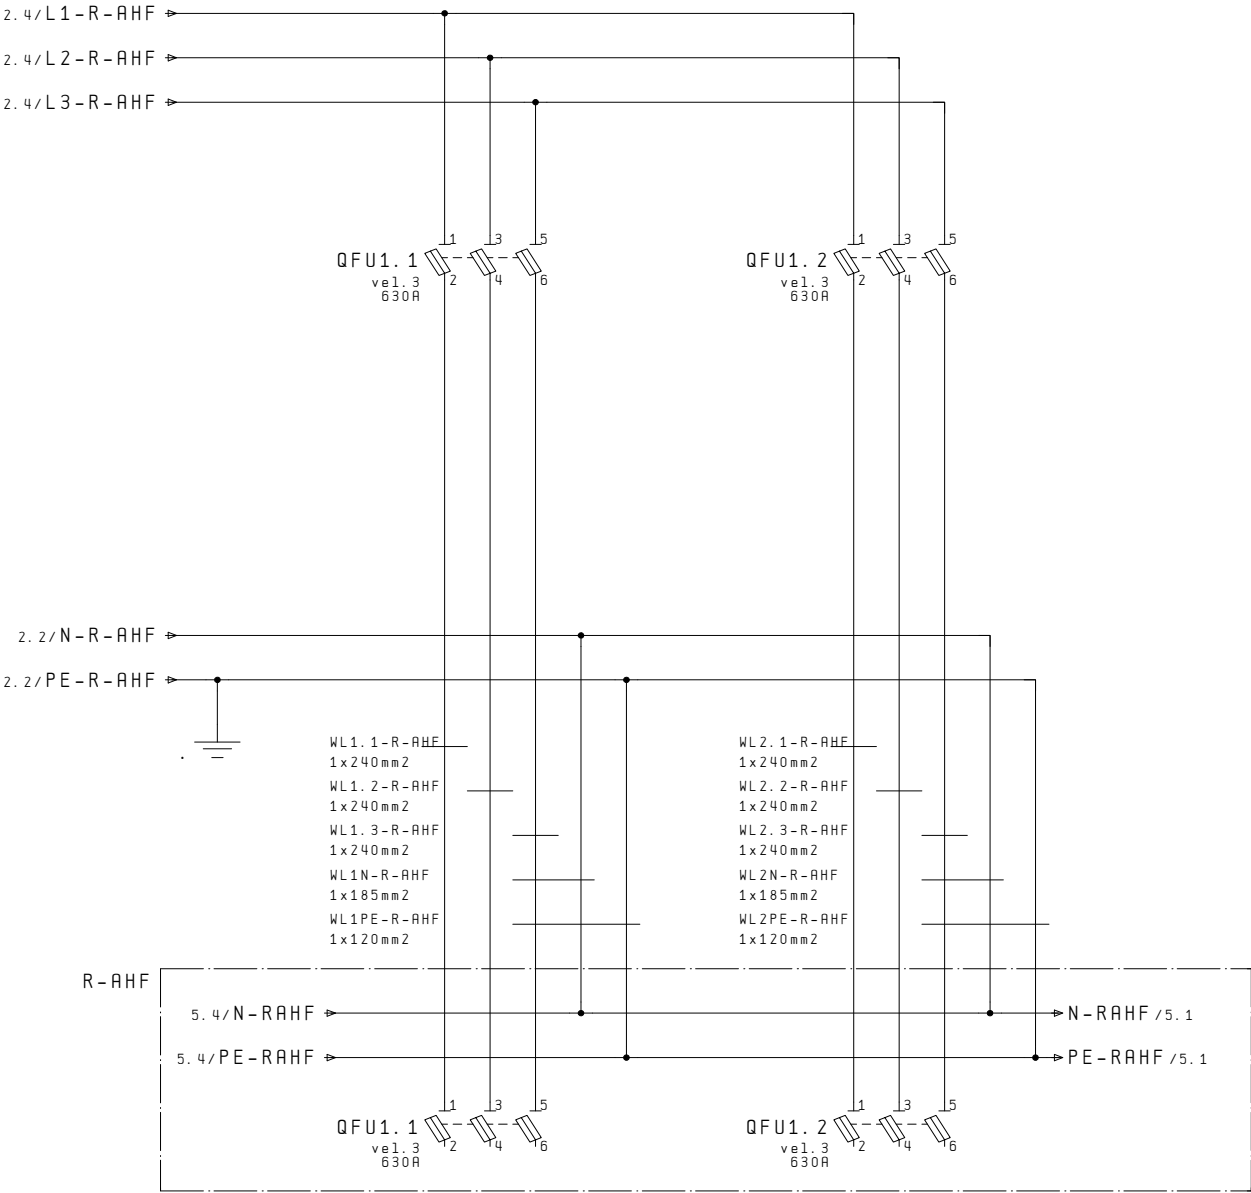 2.4/L1-R-AHF
2.4/L2-R-AHF
2.4/L3-R-AHF
1 3 5
QFU1.1
vel.3
630A
2 4 6
1 3 5
QFU1.2
vel.3
630A
2 4 6
2.2/N-R-AHF
2.2/PE-R-AHF
WL1.1-R-AHF
1x240mm2
WL1.2-R-AHF
1x240mm2
WL1.3-R-AHF
1x240mm2
WL1N-R-AHF
1x185mm2
WL1PE-R-AHF
1x120mm2
WL2.1-R-AHF
1x240mm2
WL2.2-R-AHF
1x240mm2
WL2.3-R-AHF
1x240mm2
WL2N-R-AHF
1x185mm2
WL2PE-R-AHF
1x120mm2
R-AHF
5.4/N-RAHF
N-RAHF/5.1
5.4/PE-RAHF
PE-RAHF/5.1
1 3 5
QFU1.1
vel.3
630A
2 4 6
1 3 5
QFU1.2
vel.3
630A
2 4 6